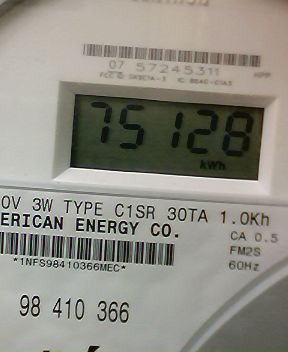 07 57245311
75128
kWh
0V 3W TYPE C1SR 30TA 1.0Kh
ERICAN ENERGY CO.
CA 0.5
FM2S
*1NFS98410366MEC*
60Hz
98 410 366